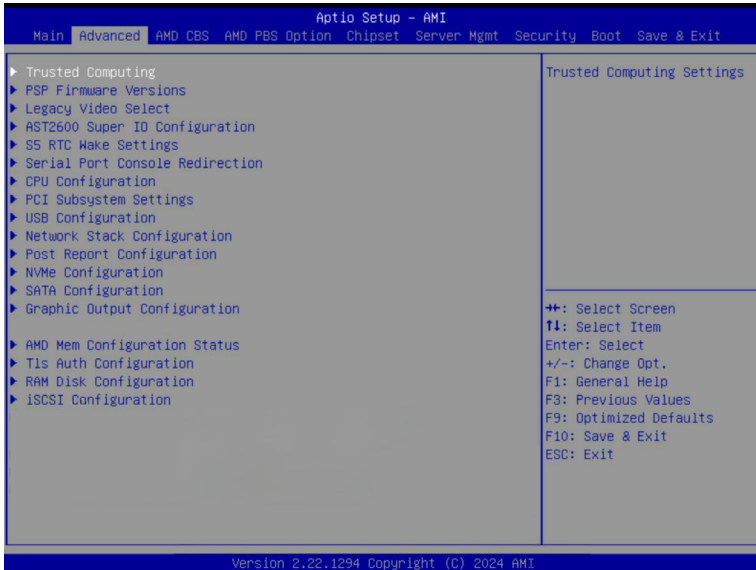 Aptio Setup – AMI
Main Advanced AMD CBS AMD PBS Option Chipset Server Mgmt Security Boot Save & Exit
Trusted Computing
PSP Firmware Versions
Legacy Video Select
AST2600 Super IO Configuration
S5 RTC Wake Settings
Serial Port Console Redirection
CPU Configuration
PCI Subsystem Settings
USB Configuration
Network Stack Configuration
Post Report Configuration
NVMe Configuration
SATA Configuration
Graphic Output Configuration
AMD Mem Configuration Status
Tls Auth Configuration
RAM Disk Configuration
iSCSI Configuration
Trusted Computing Settings
→←: Select Screen
↑↓: Select Item
Enter: Select
+/-: Change Opt.
F1: General Help
F3: Previous Values
F9: Optimized Defaults
F10: Save & Exit
ESC: Exit
Version 2.22.1294 Copyright (C) 2024 AMI